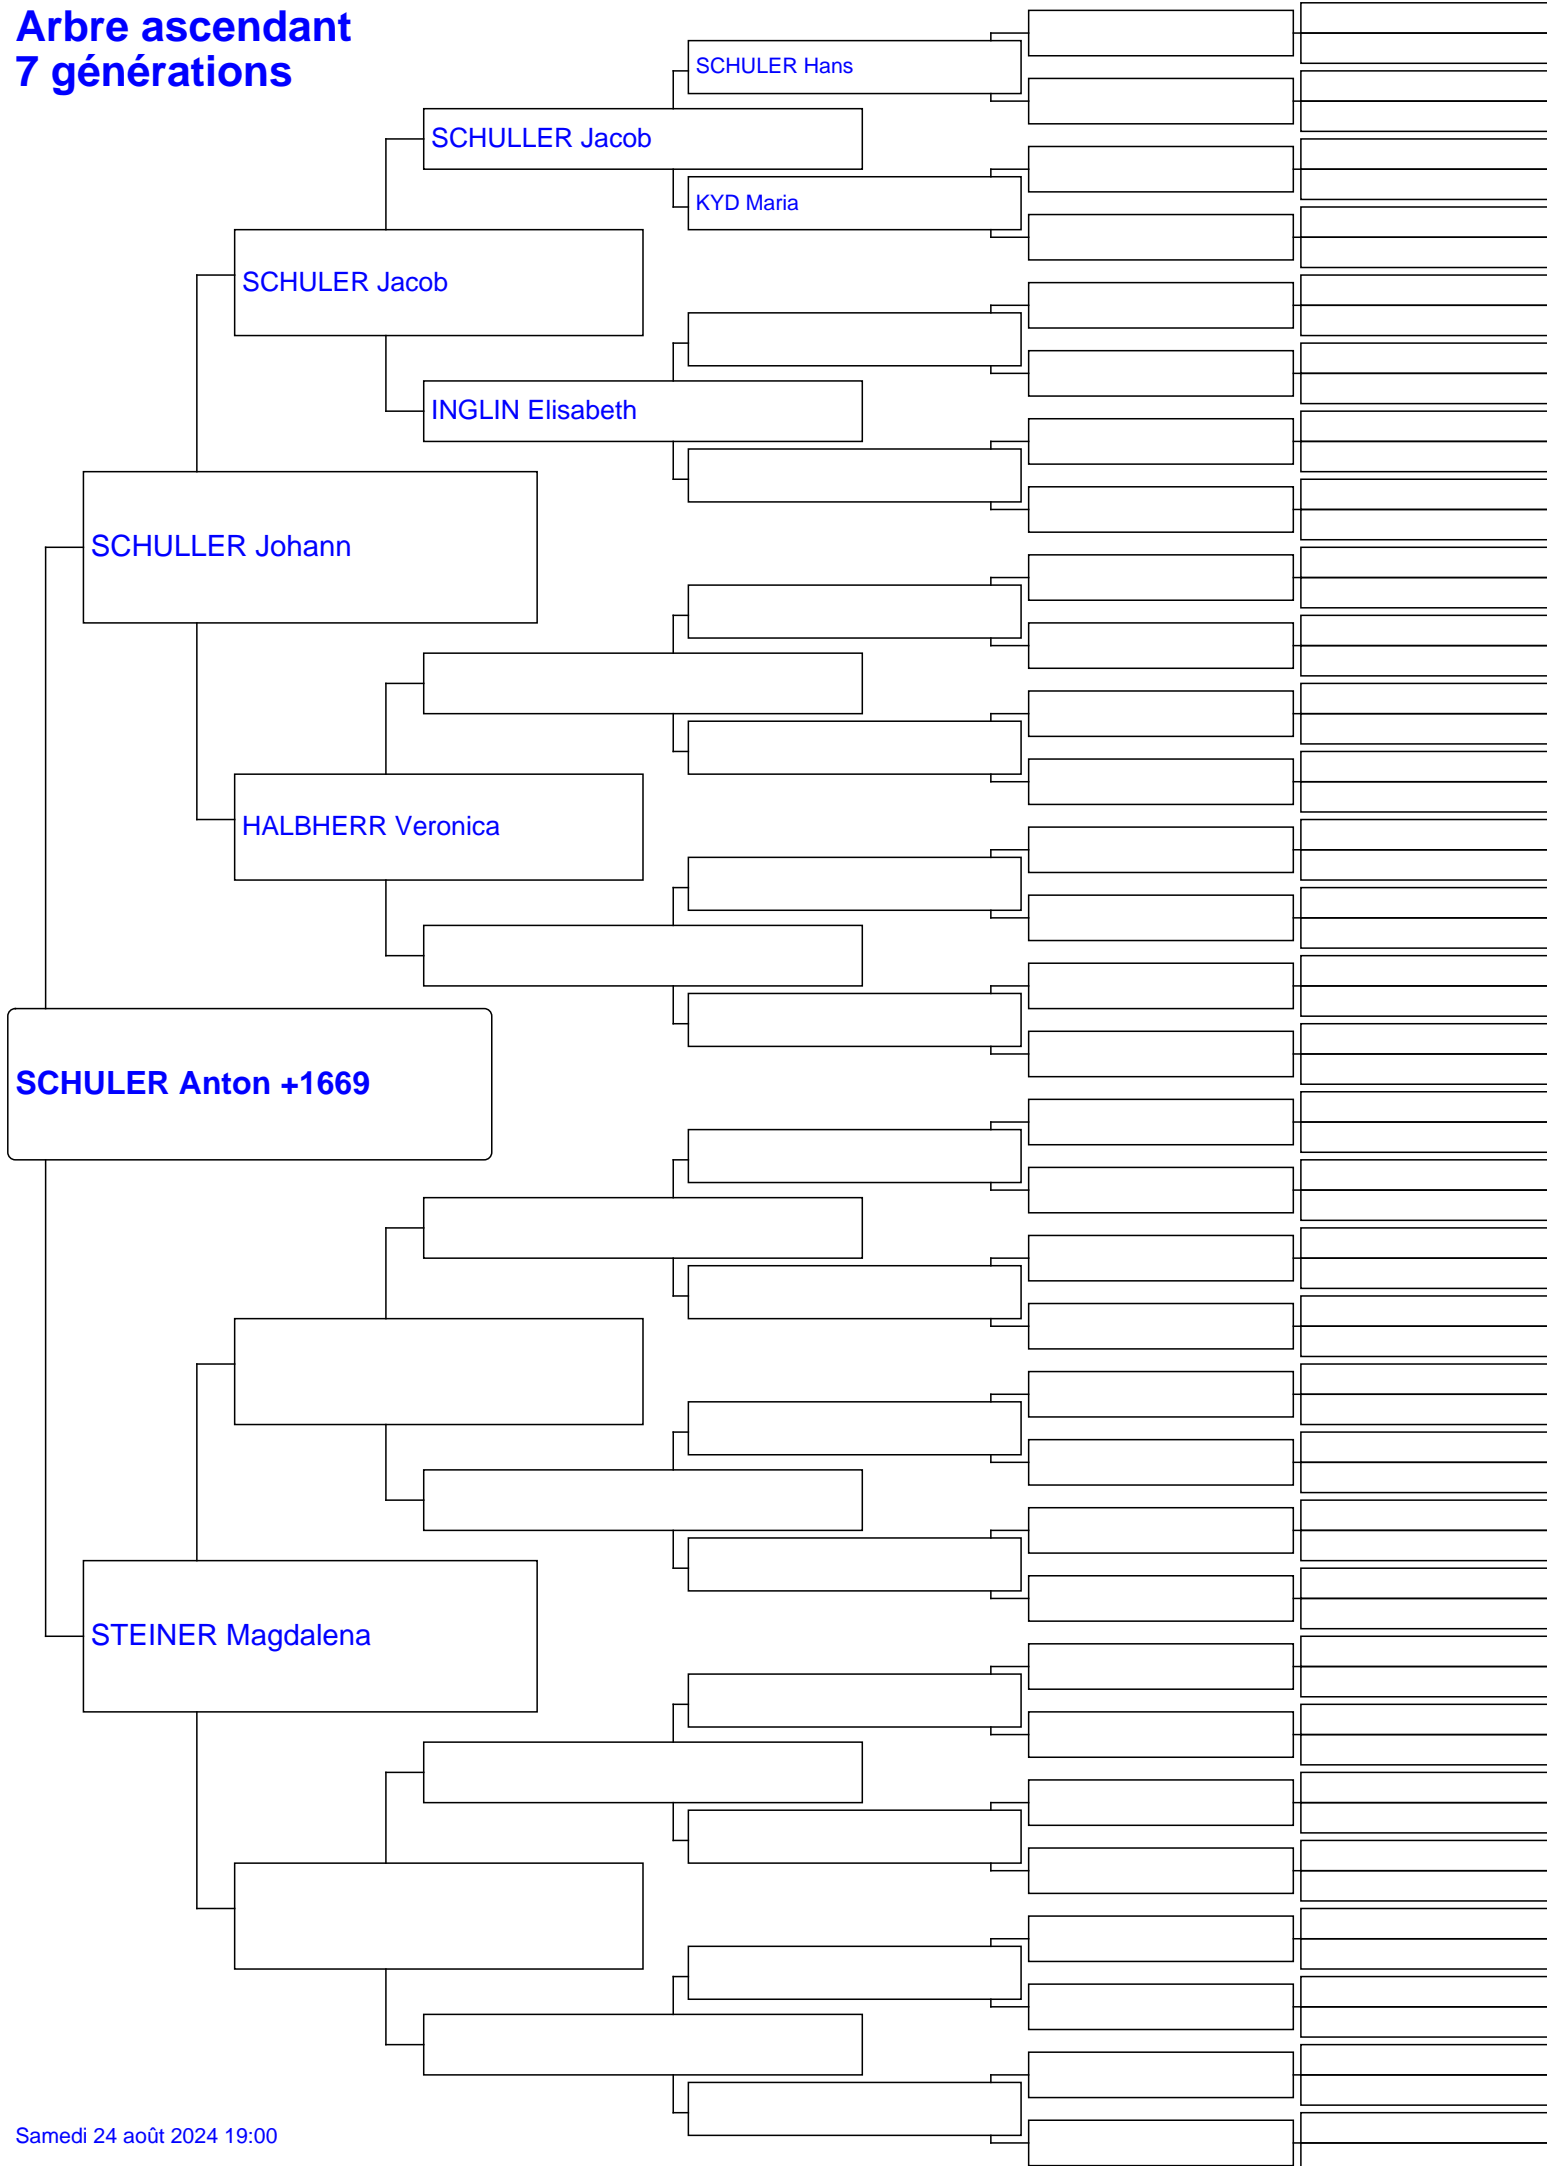 Arbre ascendant
7 générations
SCHULER Hans
SCHULLER Jacob
KYD Maria
SCHULER Jacob
INGLIN Elisabeth
SCHULLER Johann
HALBHERR Veronica
SCHULER Anton +1669
STEINER Magdalena
Samedi 24 août 2024 19:00